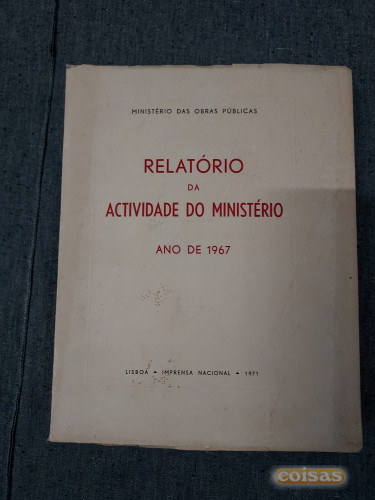 MINISTÉRIO DAS OBRAS PÚBLICAS
RELATÓRIO
DA
ACTIVIDADE DO MINISTÉRIO
ANO DE 1967
LISBOA • IMPRENSA NACIONAL • 1971
coisas